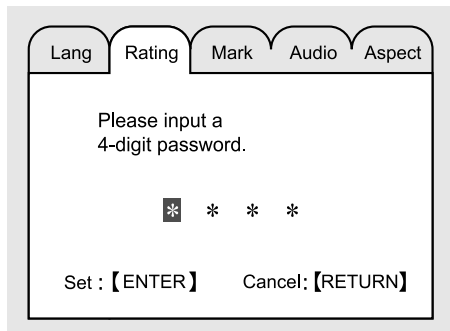 Lang Rating Mark Audio Aspect
Please input a
4-digit password.
* * * *
Set :【ENTER】 Cancel:【RETURN】